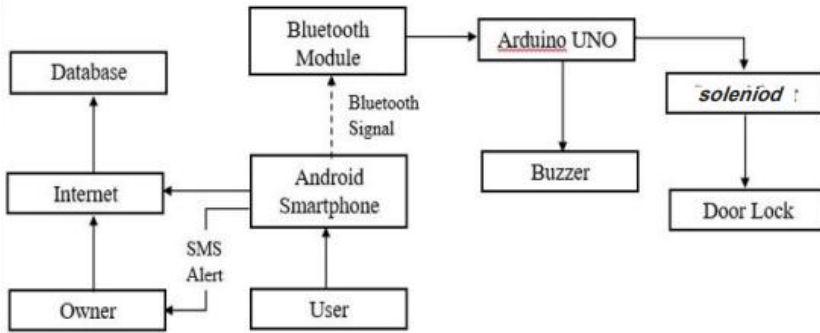 Bluetooth
Module
Arduino UNO
Database
soleniod
Bluetooth
Signal
Android
Smartphone
Buzzer
Internet
Door Lock
SMS
Alert
Owner
User